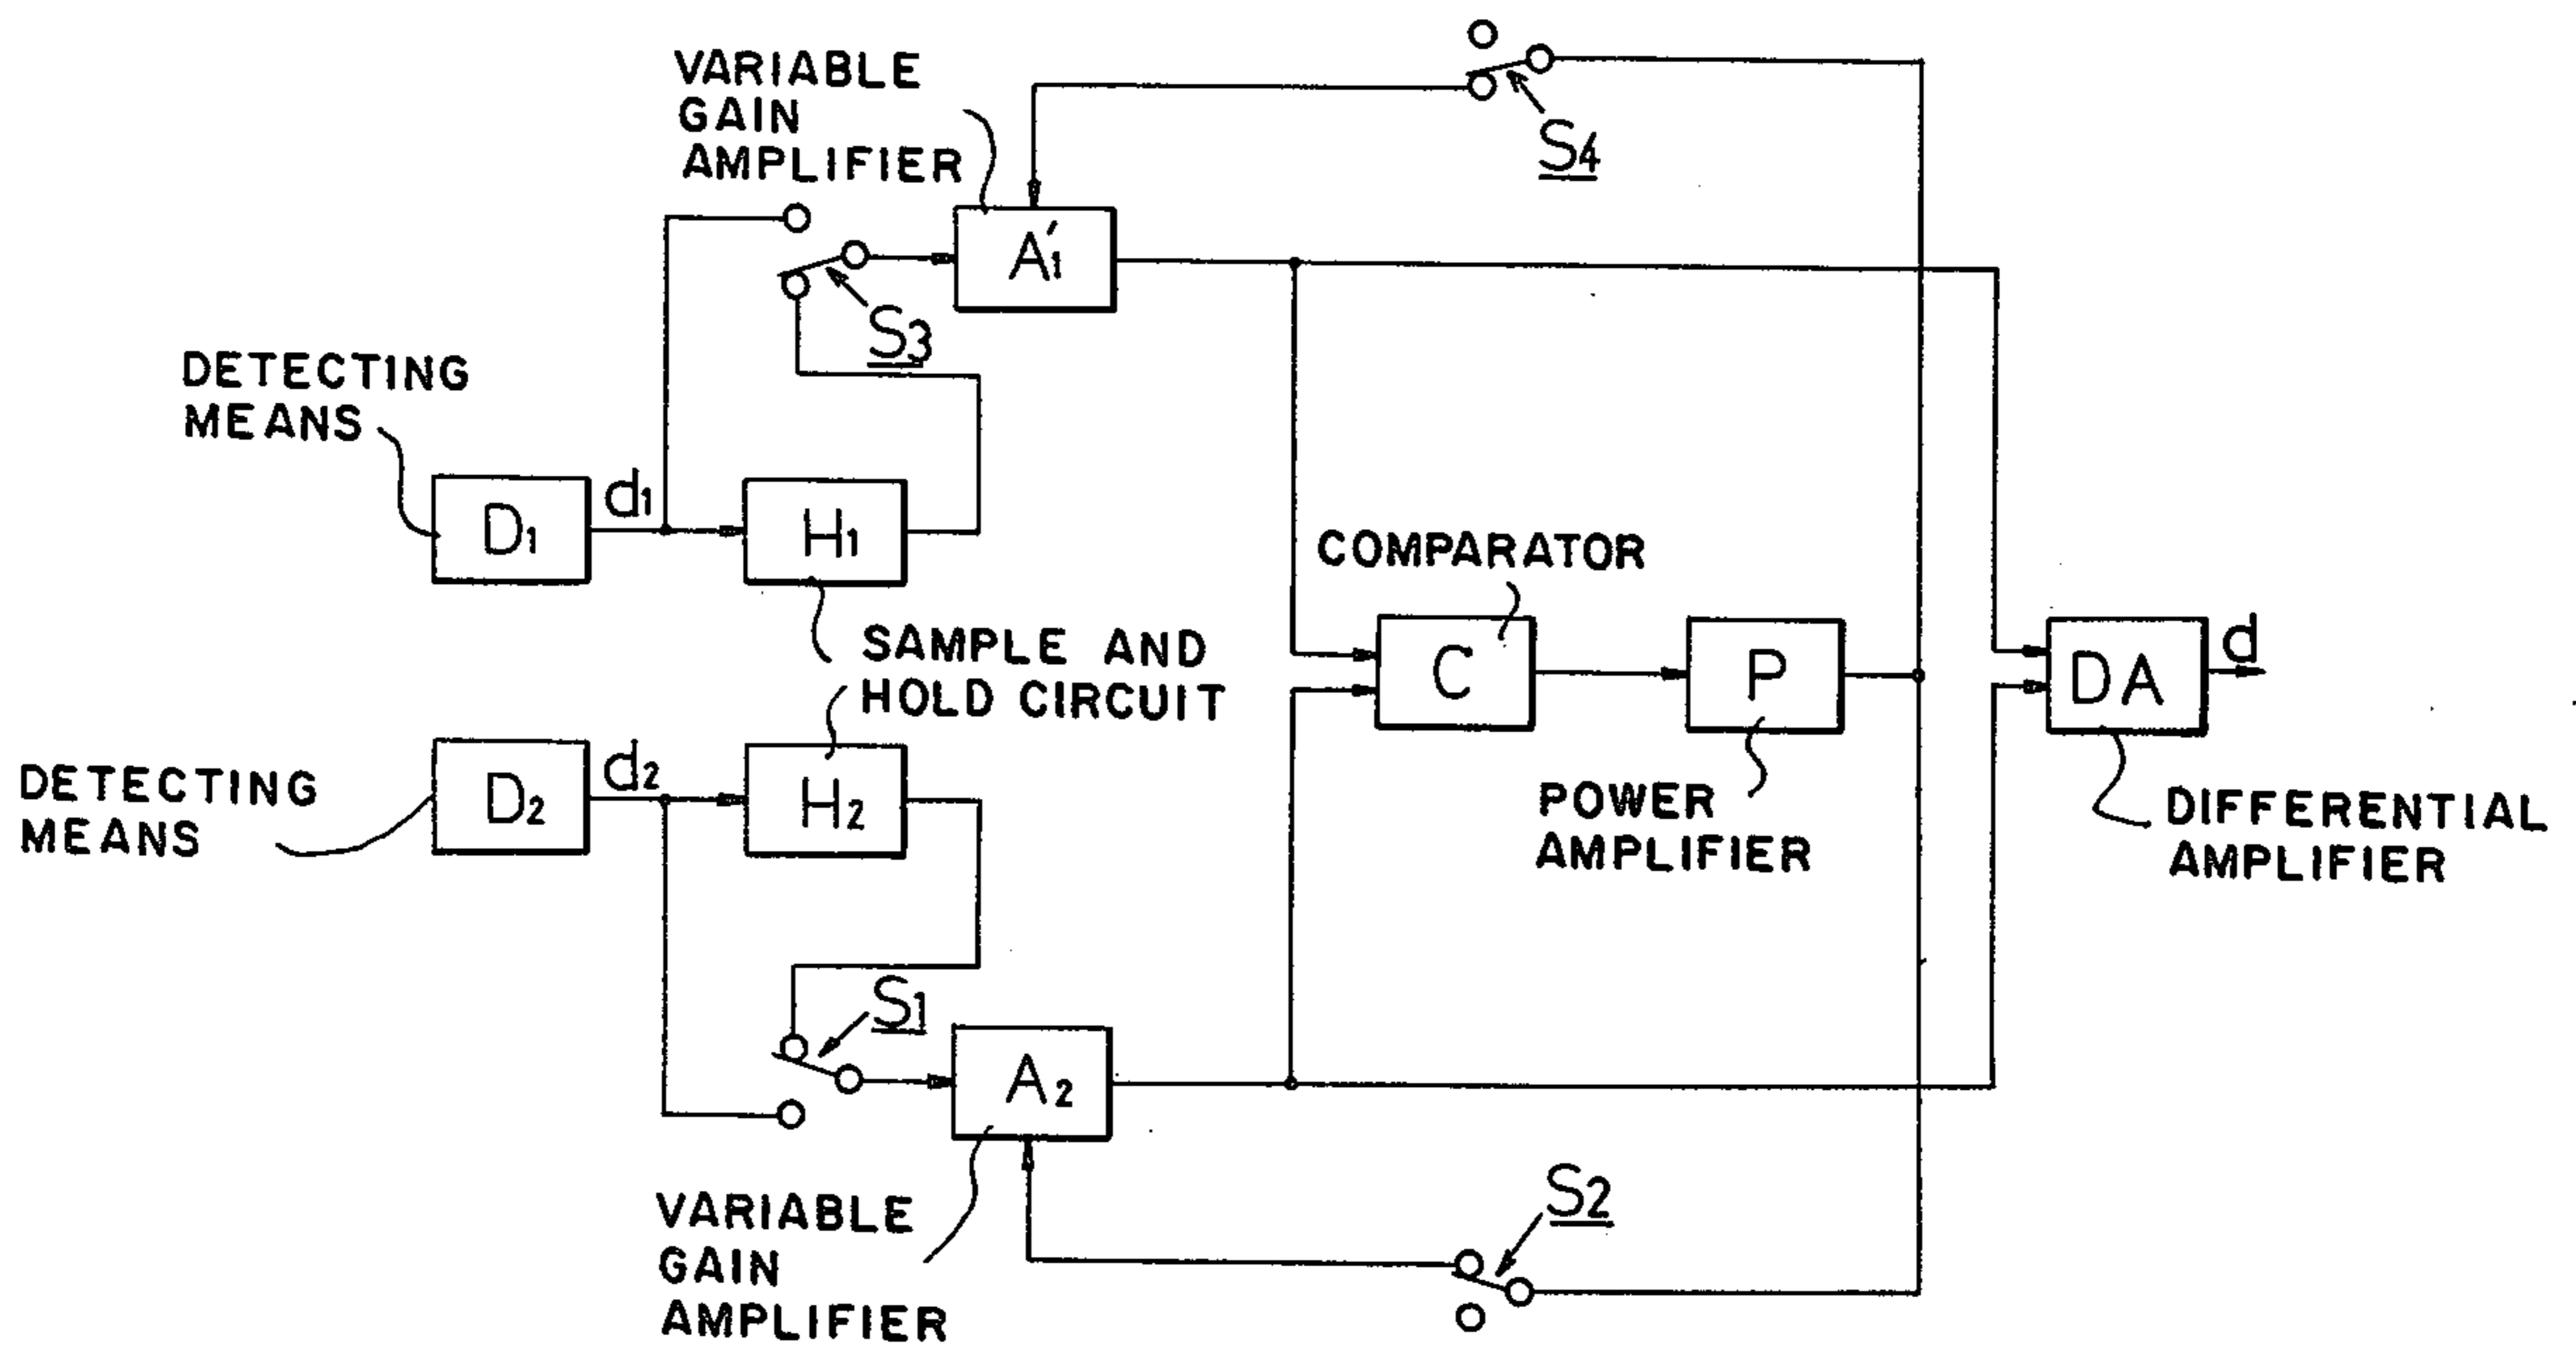 VARIABLE
GAIN
AMPLIFIER
S4
A'1
S3
DETECTING
MEANS
D1
d1
H1
COMPARATOR
SAMPLE AND
HOLD CIRCUIT
C
P
DA
d
DETECTING
MEANS
D2
d2
H2
POWER
AMPLIFIER
DIFFERENTIAL
AMPLIFIER
S1
A2
VARIABLE
GAIN
AMPLIFIER
S2